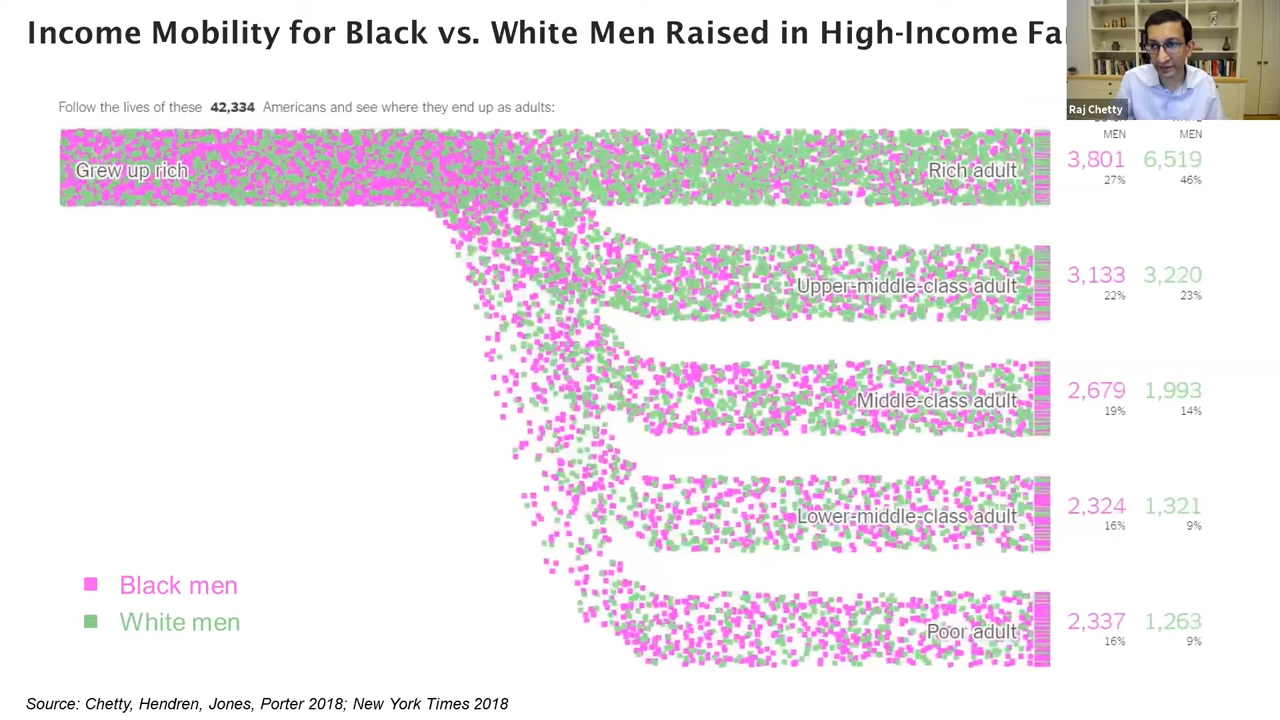 Income Mobility for Black vs. White Men Raised in High-Income Fa
Raj Chetty
Follow the lives of these 42,334 Americans and see where they end up as adults:
MEN MEN
Grew up rich
Rich adult
3,801 6,519
27% 46%
Upper-middle-class adult
3,133 3,220
22% 23%
Middle-class adult
2,679 1,993
19% 14%
Lower-middle-class adult
2,324 1,321
16% 9%
Poor adult
2,337 1,263
16% 9%
Black men
White men
Source: Chetty, Hendren, Jones, Porter 2018; New York Times 2018